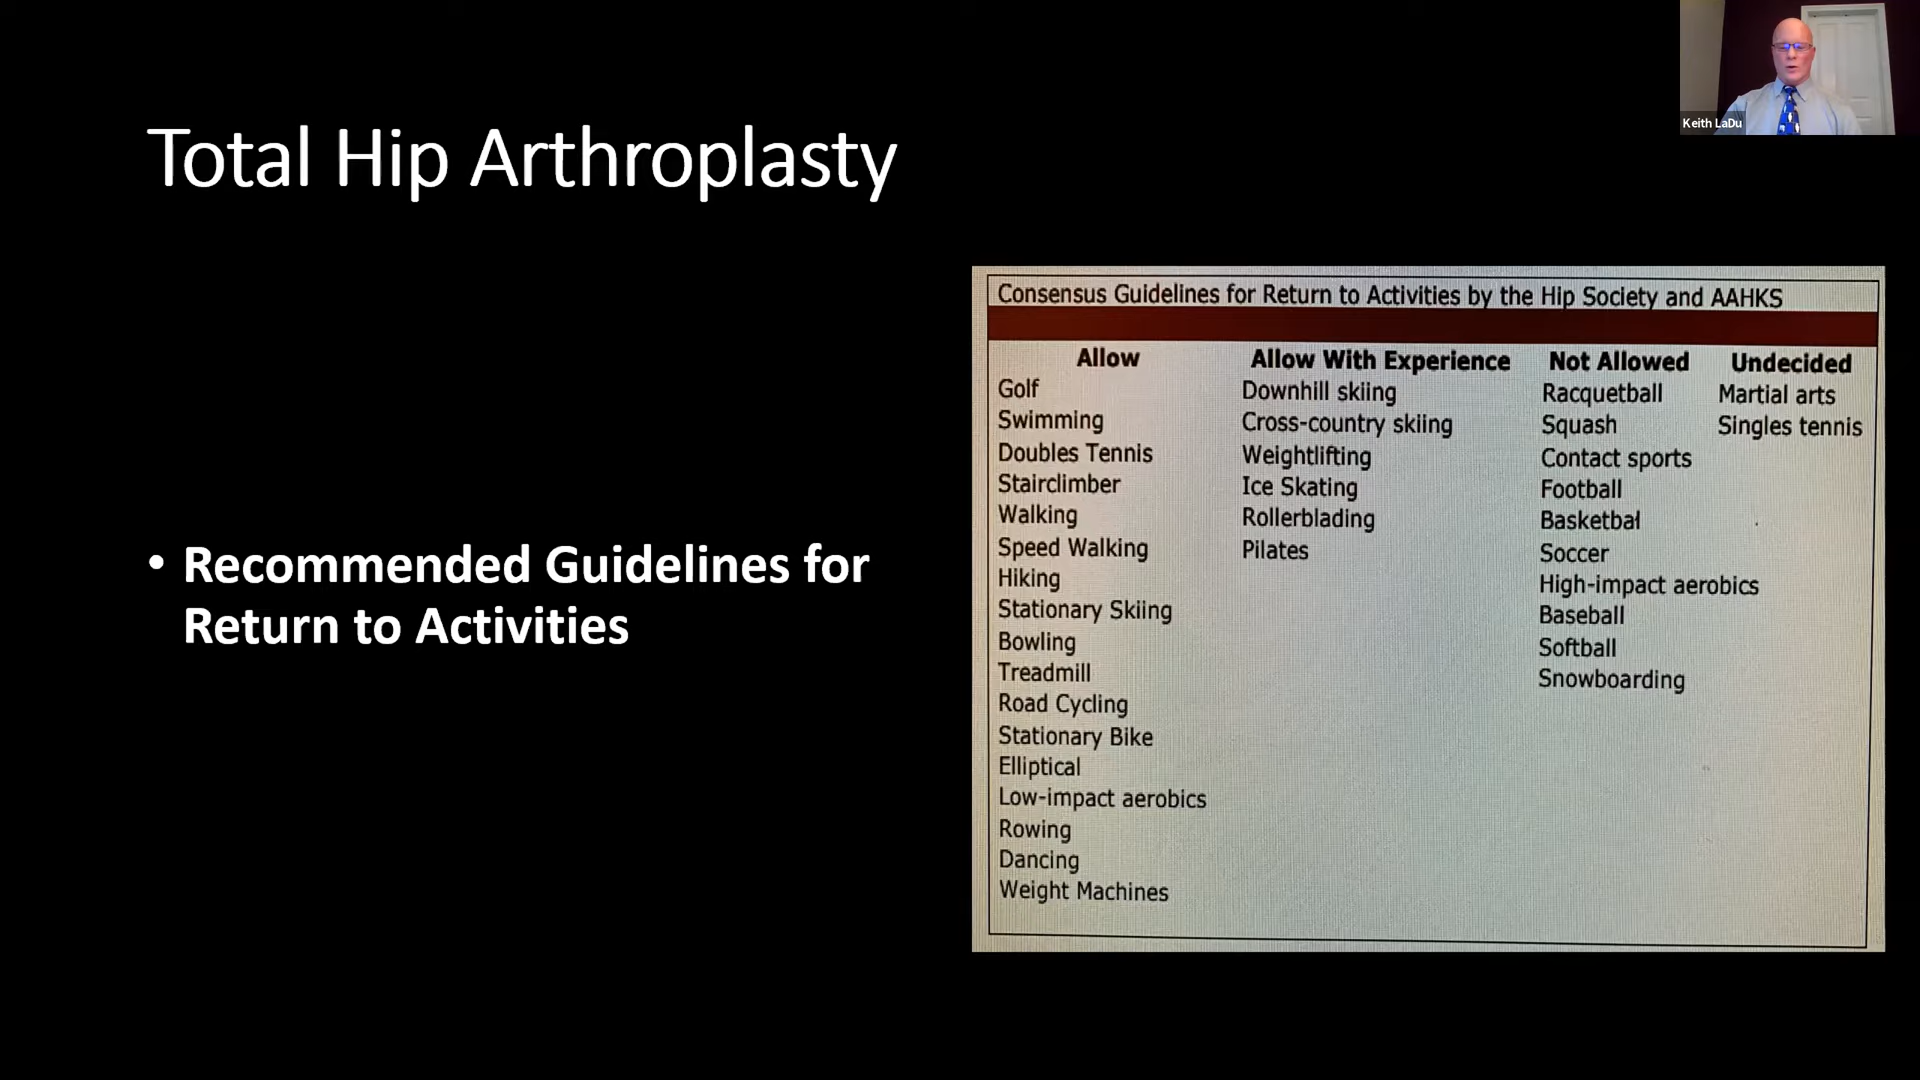 Keith LaDu
Total Hip Arthroplasty
• Recommended Guidelines for
Return to Activities
Consensus Guidelines for Return to Activities by the Hip Society and AAHKS
Allow
Golf
Swimming
Doubles Tennis
Stairclimber
Walking
Speed Walking
Hiking
Stationary Skiing
Bowling
Treadmill
Road Cycling
Stationary Bike
Elliptical
Low-impact aerobics
Rowing
Dancing
Weight Machines
Allow With Experience
Downhill skiing
Cross-country skiing
Weightlifting
Ice Skating
Rollerblading
Pilates
Not Allowed
Racquetball
Squash
Contact sports
Football
Basketbal
Soccer
High-impact aerobics
Baseball
Softball
Snowboarding
Undecided
Martial arts
Singles tennis